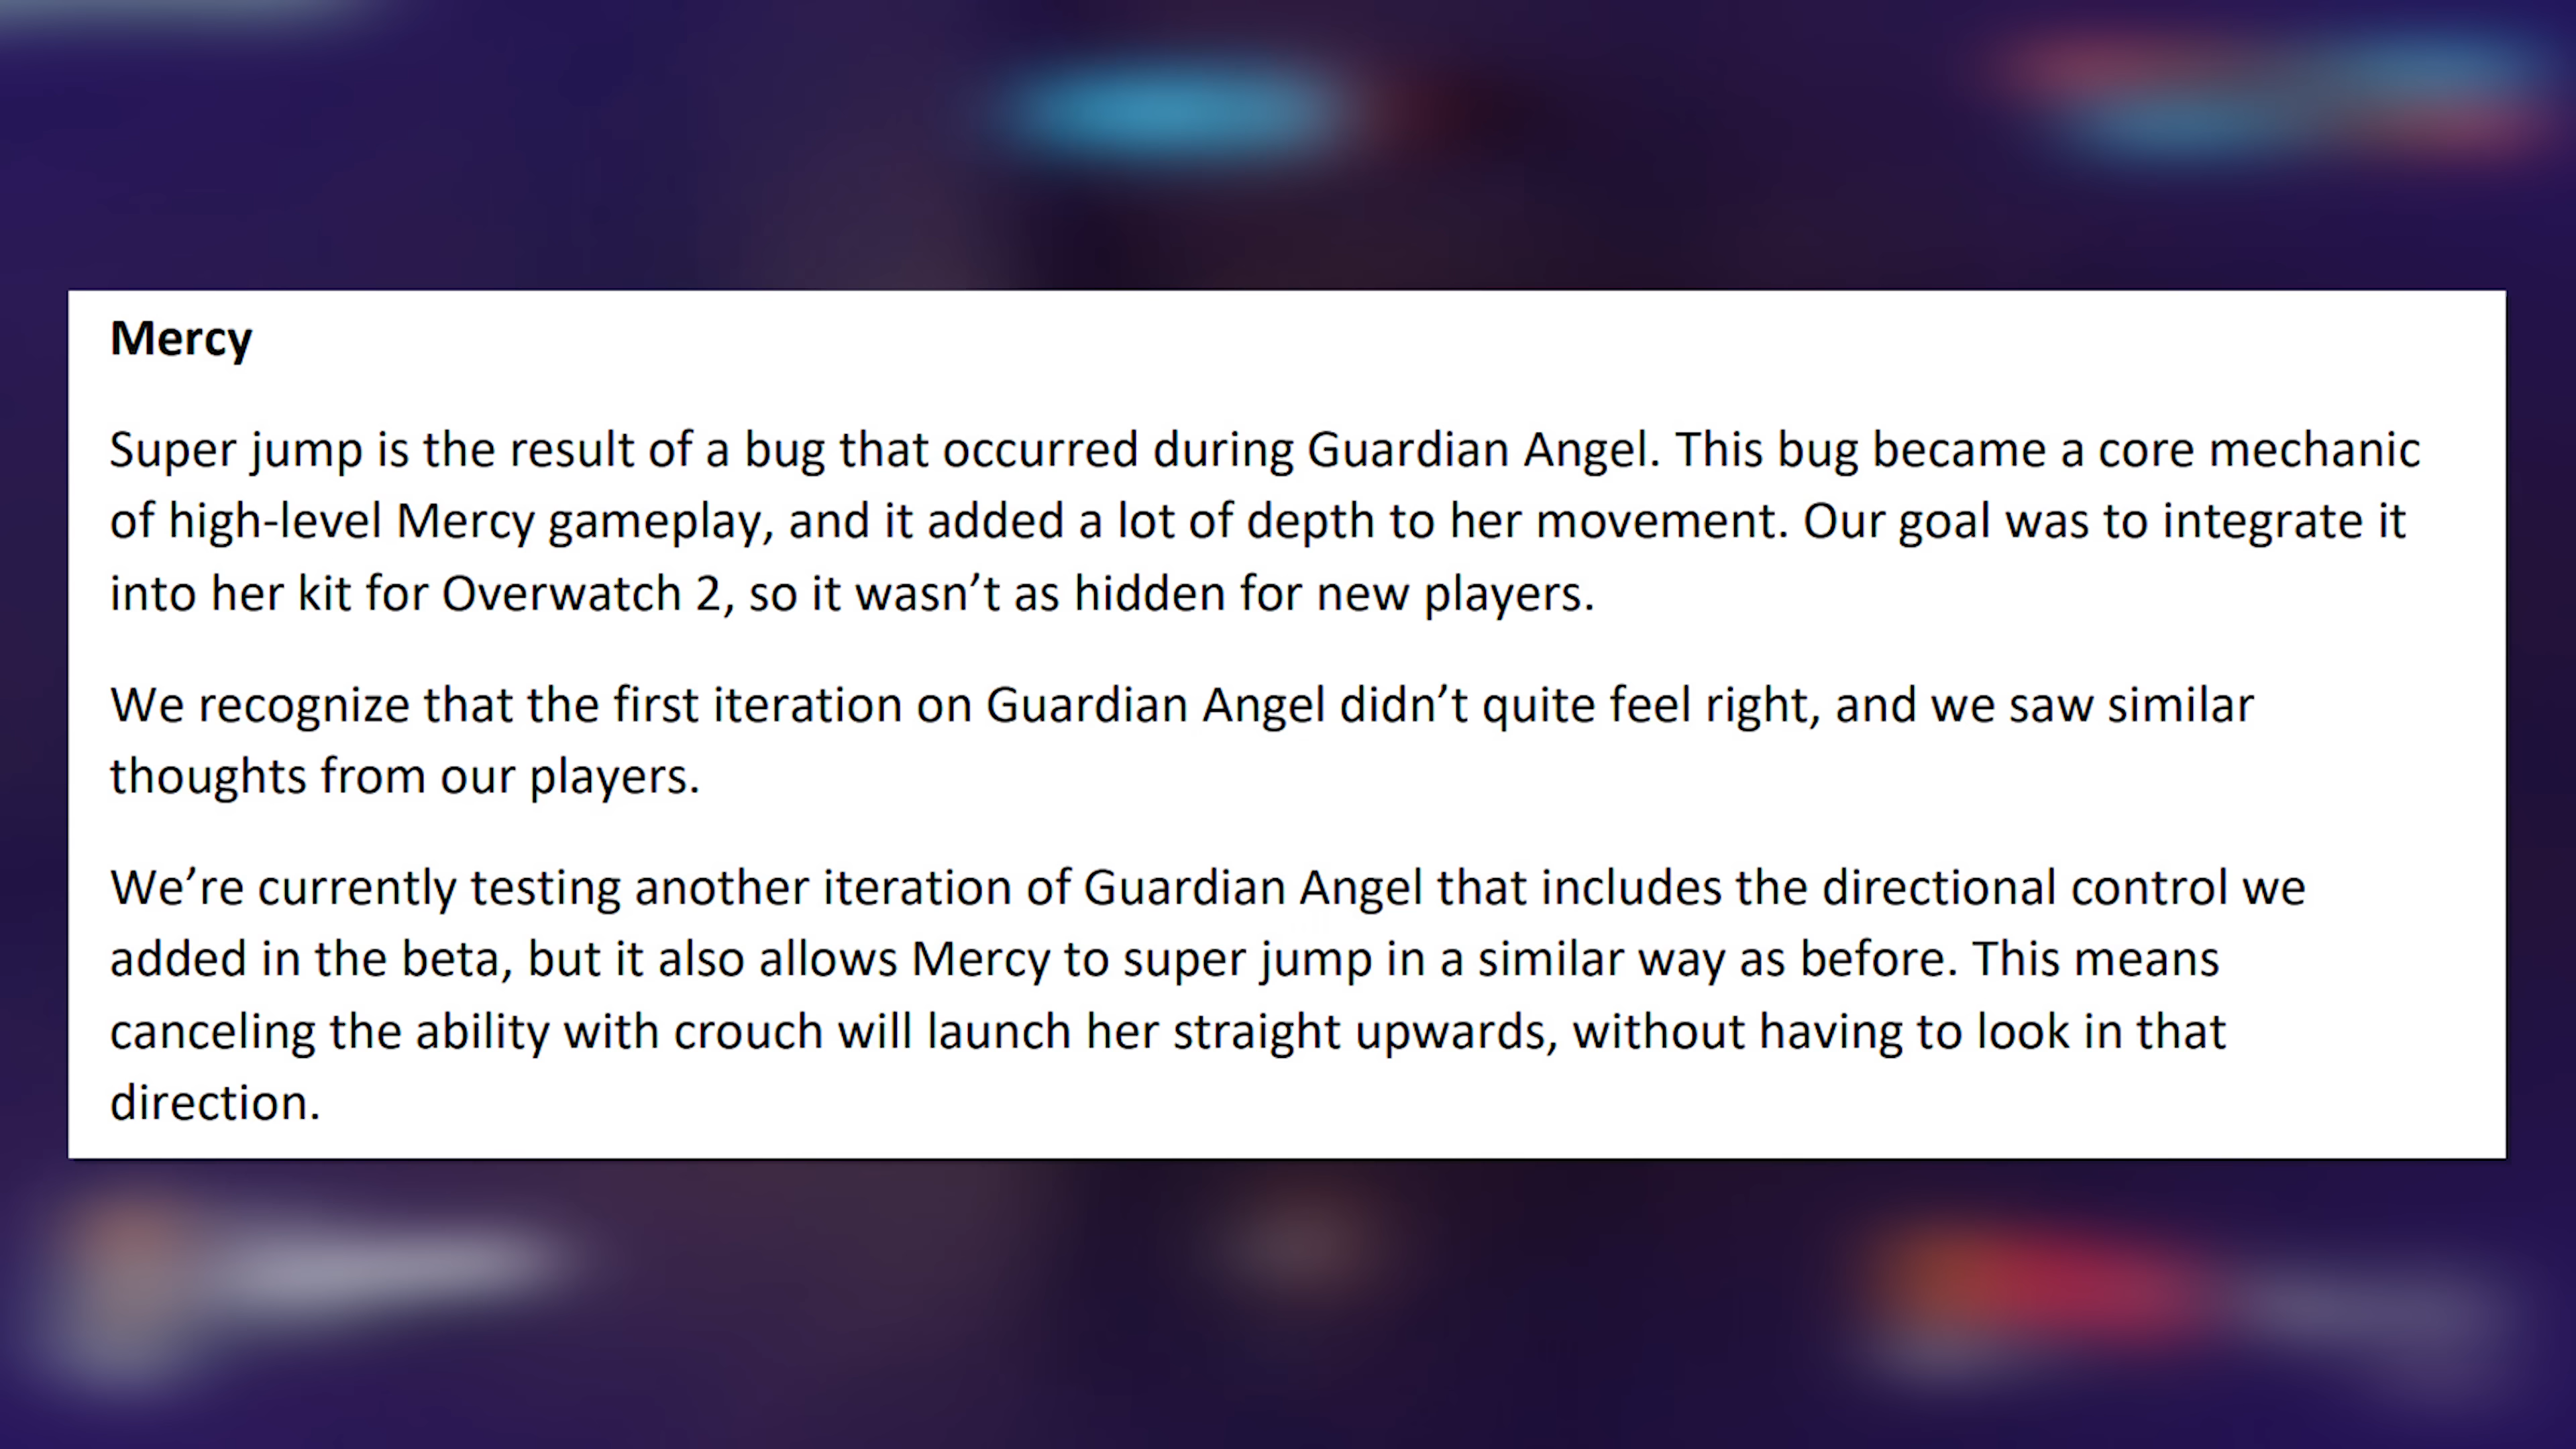 Mercy
Super jump is the result of a bug that occurred during Guardian Angel. This bug became a core mechanic
of high-level Mercy gameplay, and it added a lot of depth to her movement. Our goal was to integrate it
into her kit for Overwatch 2, so it wasn’t as hidden for new players.
We recognize that the first iteration on Guardian Angel didn’t quite feel right, and we saw similar
thoughts from our players.
We’re currently testing another iteration of Guardian Angel that includes the directional control we
added in the beta, but it also allows Mercy to super jump in a similar way as before. This means
canceling the ability with crouch will launch her straight upwards, without having to look in that
direction.